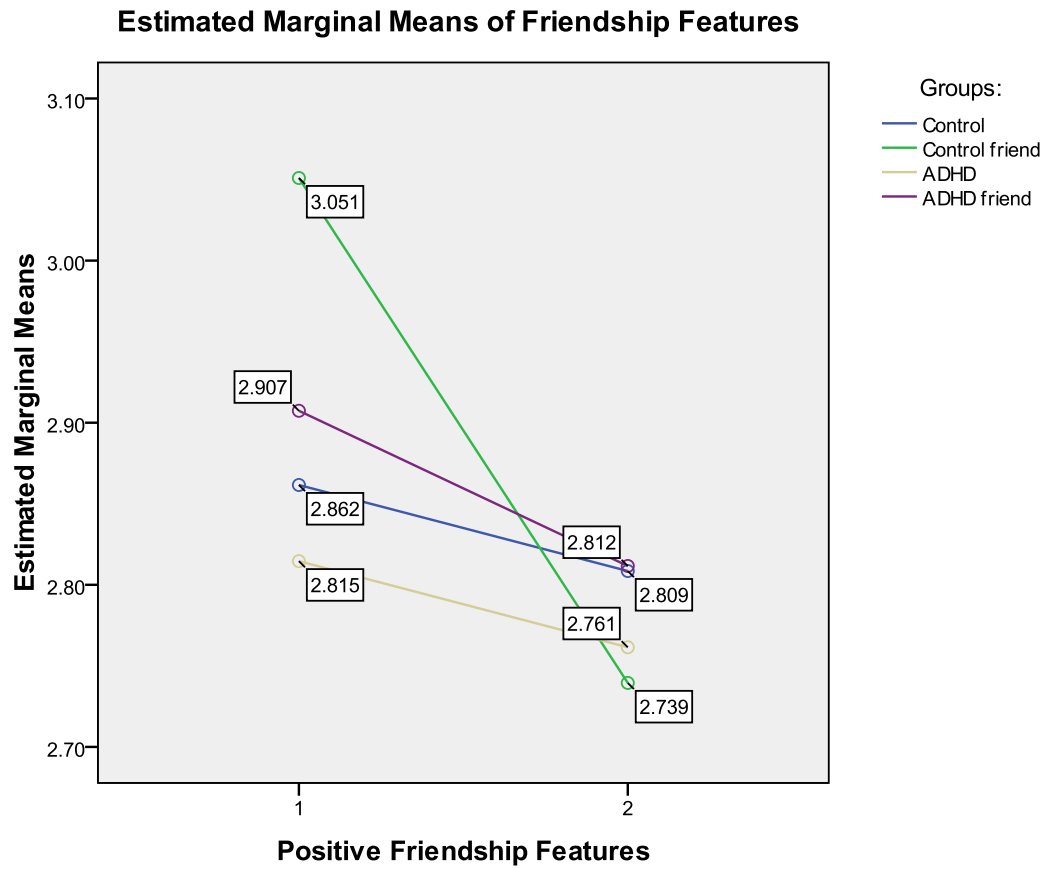 Estimated Marginal Means of Friendship Features
Groups:
Control
Control friend
ADHD
ADHD friend
Estimated Marginal Means
3.10
3.00
2.90
2.80
2.70
3.051
2.907
2.862
2.815
2.812
2.809
2.761
2.739
1
2
Positive Friendship Features